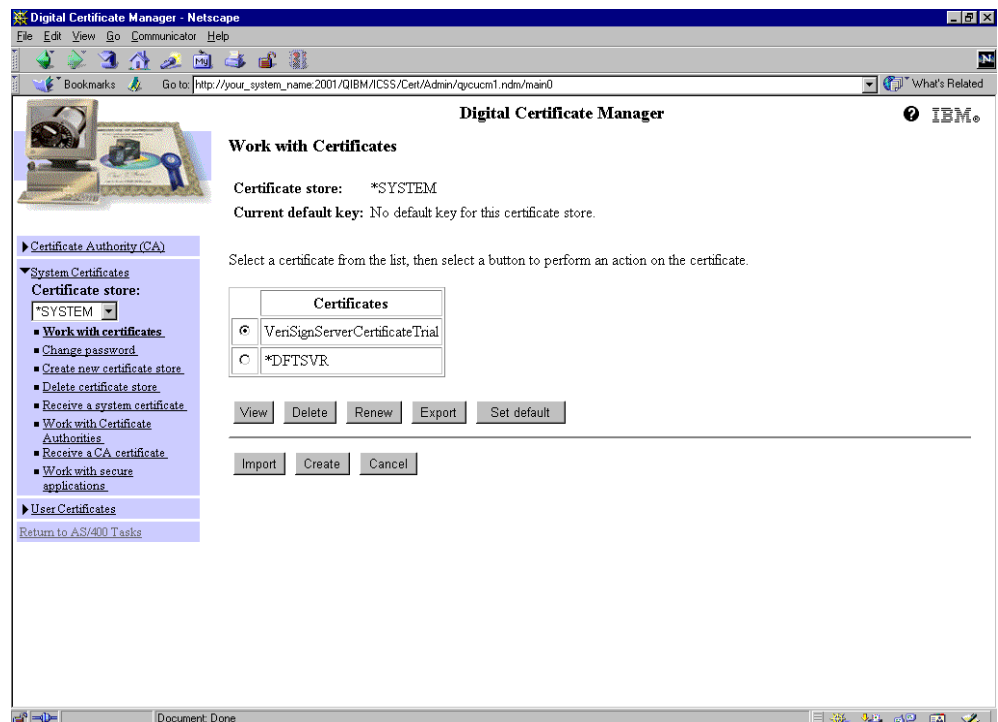 Digital Certificate Manager - Netscape
File Edit View Go Communicator Help
Bookmarks Go to: http://your_system_name:2001/QIBM/ICSS/Cert/Admin/qycucm1.ndm/main0 What's Related
Digital Certificate Manager
IBM
Work with Certificates
Certificate store: *SYSTEM
Current default key: No default key for this certificate store.
Certificate Authority (CA)
System Certificates
Certificate store:
*SYSTEM
Work with certificates
Change password
Create new certificate store
Delete certificate store
Receive a system certificate
Work with Certificate
Authorities
Receive a CA certificate
Work with secure
applications
User Certificates
Return to AS/400 Tasks
Select a certificate from the list, then select a button to perform an action on the certificate.
Certificates
VeriSignServerCertificateTrial
*DFTSVR
View Delete Renew Export Set default
Import Create Cancel
Document: Done